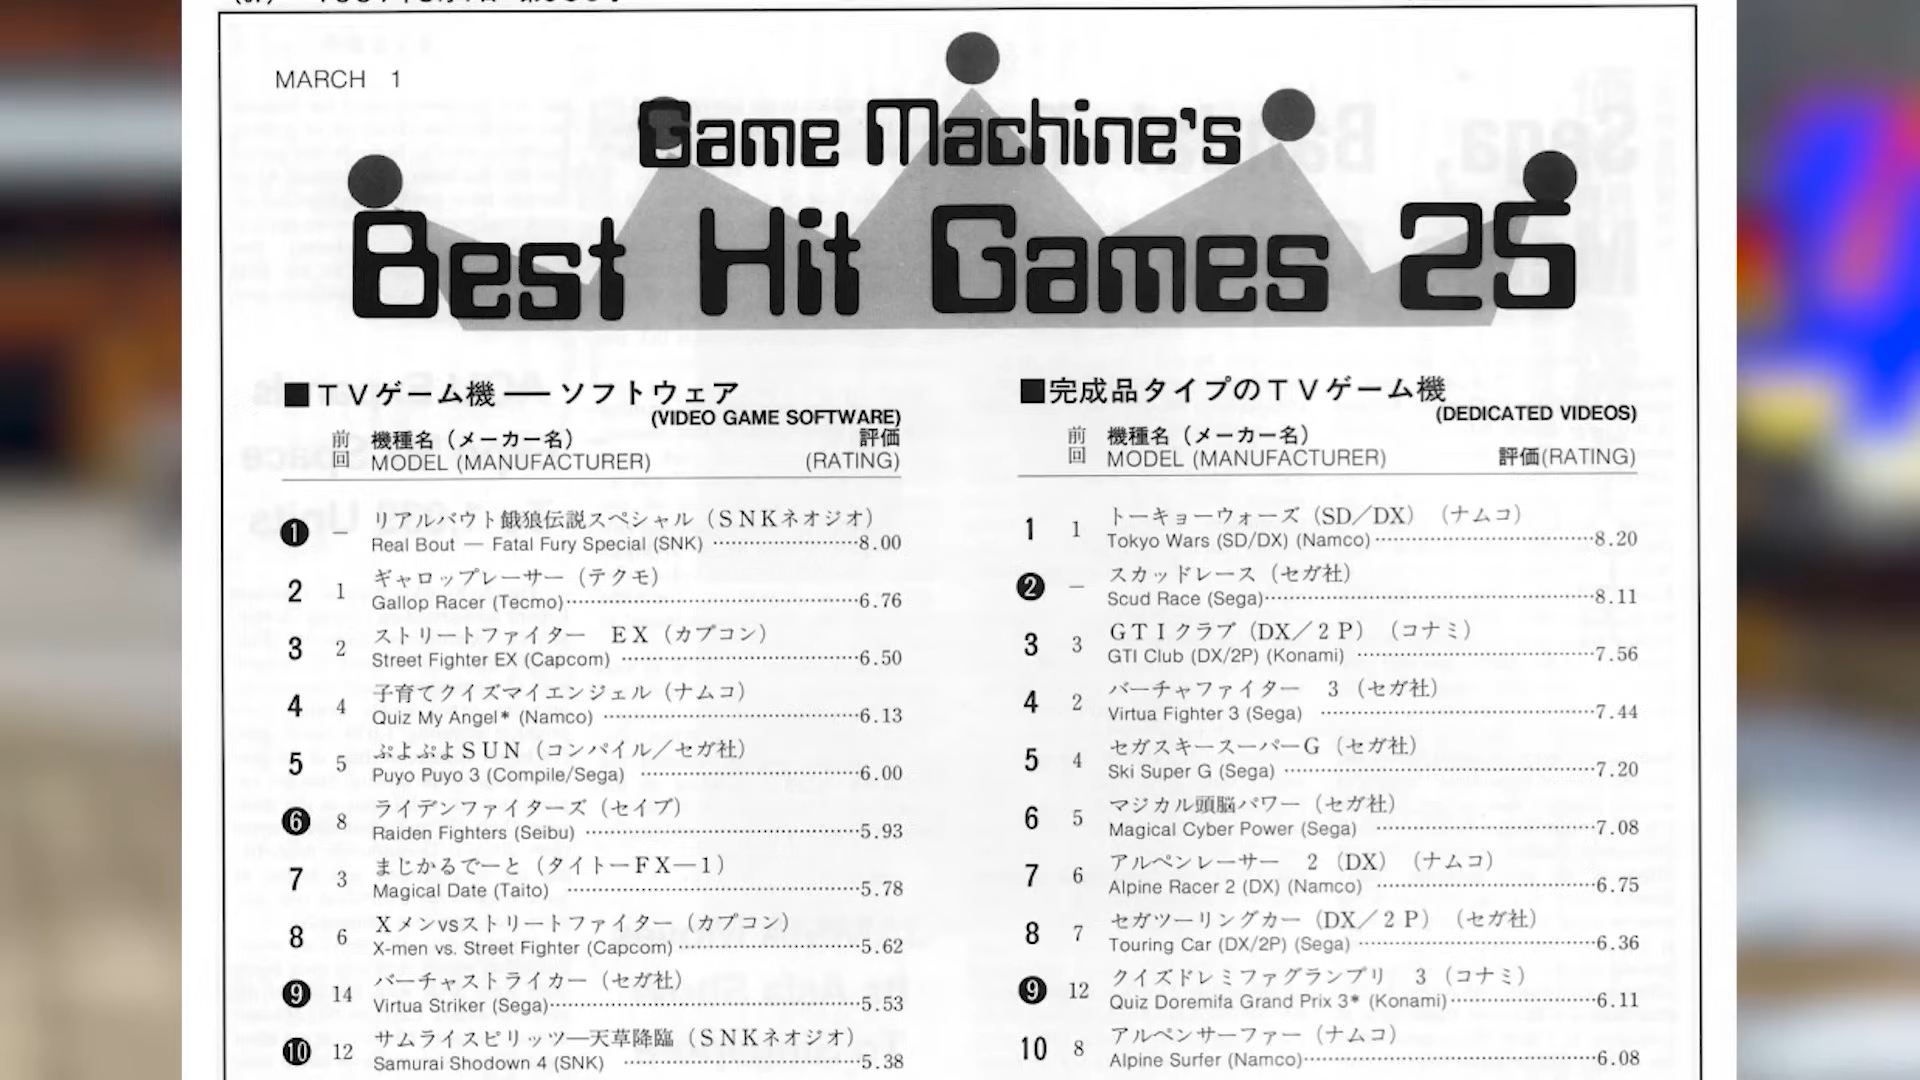 MARCH 1
Game Machine's
Best Hit Games 25
■TVゲーム機 ── ソフトウェア
(VIDEO GAME SOFTWARE)
前回 機種名（メーカー名） 評価
MODEL (MANUFACTURER) (RATING)
❶ — リアルバウト餓狼伝説スペシャル（SNKネオジオ）
Real Bout — Fatal Fury Special (SNK) 8.00
2 1 ギャロップレーサー（テクモ）
Gallop Racer (Tecmo) 6.76
3 2 ストリートファイター EX（カプコン）
Street Fighter EX (Capcom) 6.50
4 4 子育てクイズマイエンジェル（ナムコ）
Quiz My Angel* (Namco) 6.13
5 5 ぷよぷよSUN（コンパイル／セガ社）
Puyo Puyo 3 (Compile/Sega) 6.00
❻ 8 ライデンファイターズ（セイブ）
Raiden Fighters (Seibu) 5.93
7 3 まじかるでーと（タイトーFX—1）
Magical Date (Taito) 5.78
8 6 Xメンvsストリートファイター（カプコン）
X-men vs. Street Fighter (Capcom) 5.62
❾ 14 バーチャストライカー（セガ社）
Virtua Striker (Sega) 5.53
❿ 12 サムライスピリッツ—天草降臨（SNKネオジオ）
Samurai Shodown 4 (SNK) 5.38
■完成品タイプのTVゲーム機
(DEDICATED VIDEOS)
前回 機種名（メーカー名）
MODEL (MANUFACTURER) 評価(RATING)
1 1 トーキョーウォーズ（SD／DX）（ナムコ）
Tokyo Wars (SD/DX) (Namco) 8.20
❷ — スカッドレース（セガ社）
Scud Race (Sega) 8.11
3 3 GTIクラブ（DX／2P）（コナミ）
GTI Club (DX/2P) (Konami) 7.56
4 2 バーチャファイター 3（セガ社）
Virtua Fighter 3 (Sega) 7.44
5 4 セガスキースーパーG（セガ社）
Ski Super G (Sega) 7.20
6 5 マジカル頭脳パワー（セガ社）
Magical Cyber Power (Sega) 7.08
7 6 アルペンレーサー 2（DX）（ナムコ）
Alpine Racer 2 (DX) (Namco) 6.75
8 7 セガツーリングカー（DX／2P）（セガ社）
Touring Car (DX/2P) (Sega) 6.36
❾ 12 クイズドレミファグランプリ 3（コナミ）
Quiz Doremifa Grand Prix 3* (Konami) 6.11
10 8 アルペンサーファー（ナムコ）
Alpine Surfer (Namco) 6.08